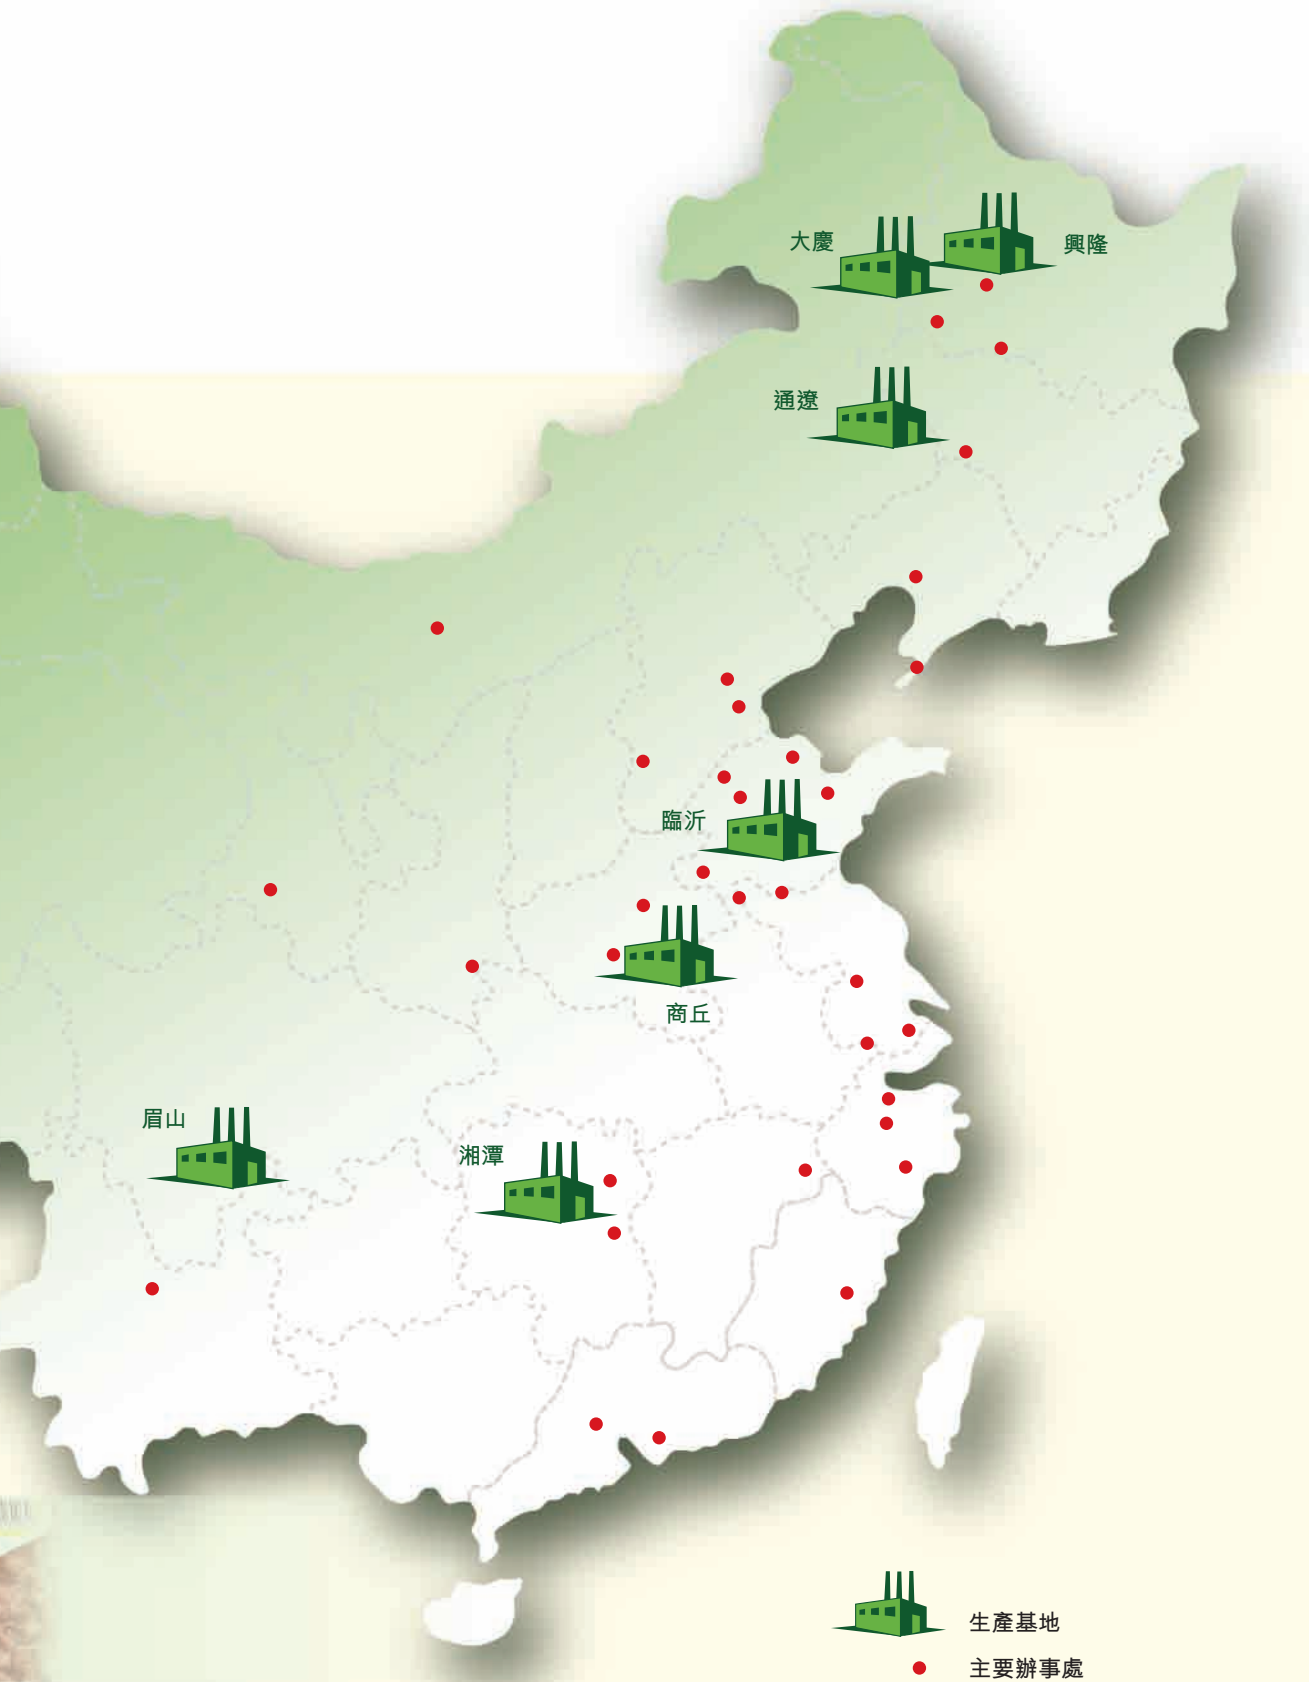 大慶
興隆
通遼
臨沂
商丘
眉山
湘潭
生產基地
主要辦事處